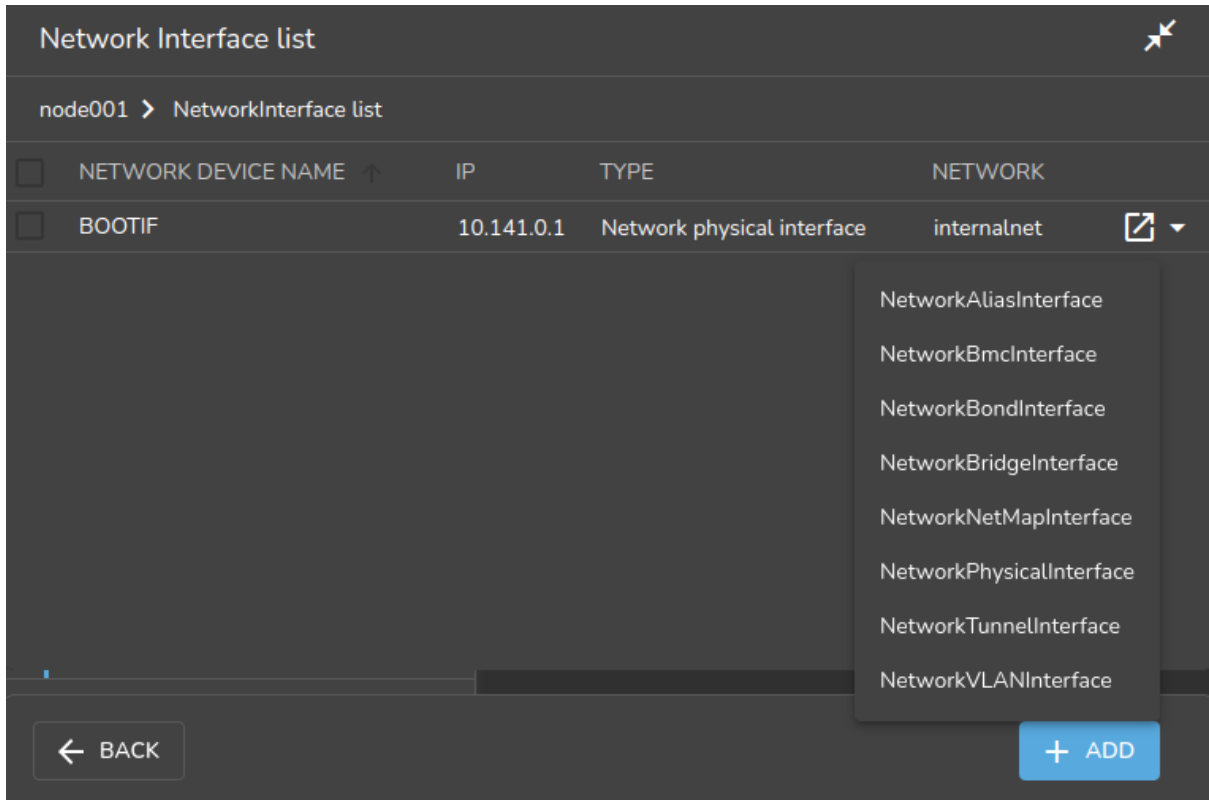 Network Interface list
node001 > NetworkInterface list
NETWORK DEVICE NAME ↑ IP TYPE NETWORK
BOOTIF 10.141.0.1 Network physical interface internalnet
NetworkAliasInterface
NetworkBmcInterface
NetworkBondInterface
NetworkBridgeInterface
NetworkNetMapInterface
NetworkPhysicalInterface
NetworkTunnelInterface
NetworkVLANInterface
← BACK + ADD